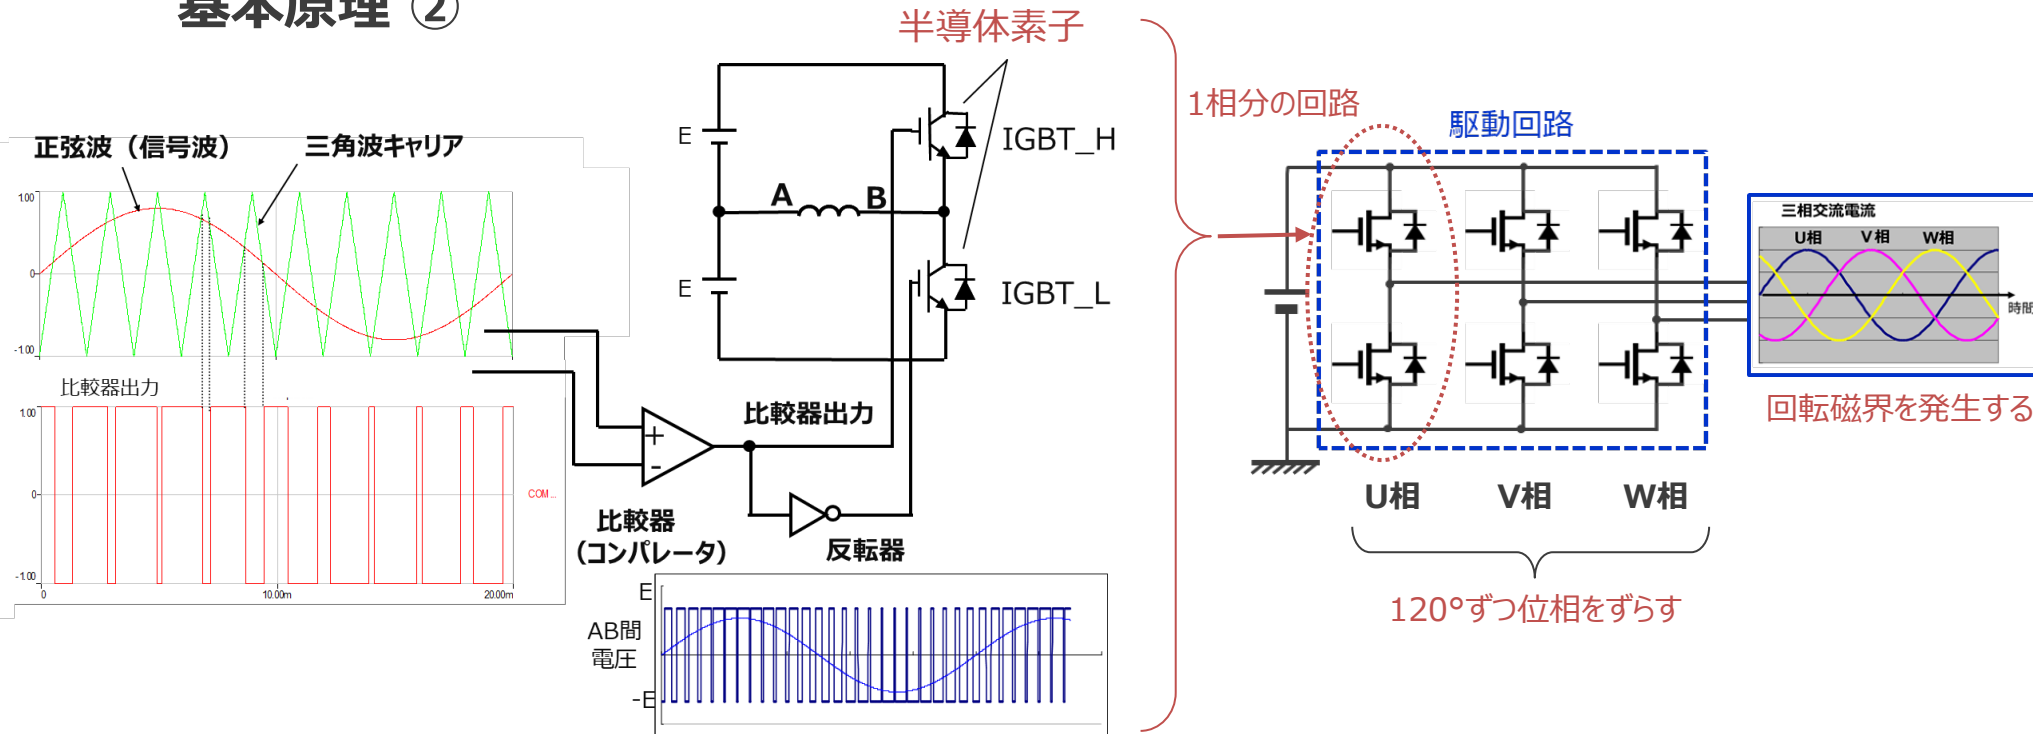 基本原理 ②
正弦波（信号波）
三角波キャリア
1.00
0
-1.00
比較器出力
1.00
0
-1.00
0
10.00m
20.00m
COM...
半導体素子
E
E
A
B
IGBT_H
IGBT_L
比較器出力
+
-
比較器
（コンパレータ）
反転器
AB間
電圧
E
-E
1相分の回路
駆動回路
U相
V相
W相
120°ずつ位相をずらす
三相交流電流
U相
V相
W相
時間
回転磁界を発生する